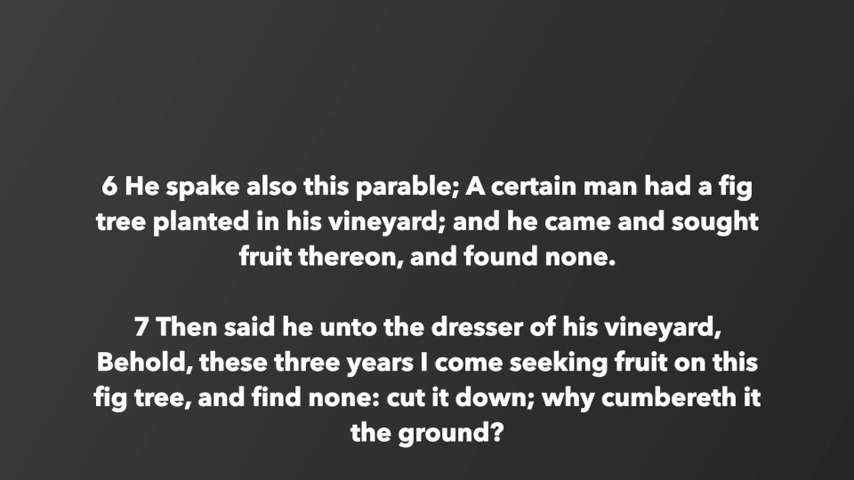 6 He spake also this parable; A certain man had a fig
tree planted in his vineyard; and he came and sought
fruit thereon, and found none.
7 Then said he unto the dresser of his vineyard,
Behold, these three years I come seeking fruit on this
fig tree, and find none: cut it down; why cumbereth it
the ground?